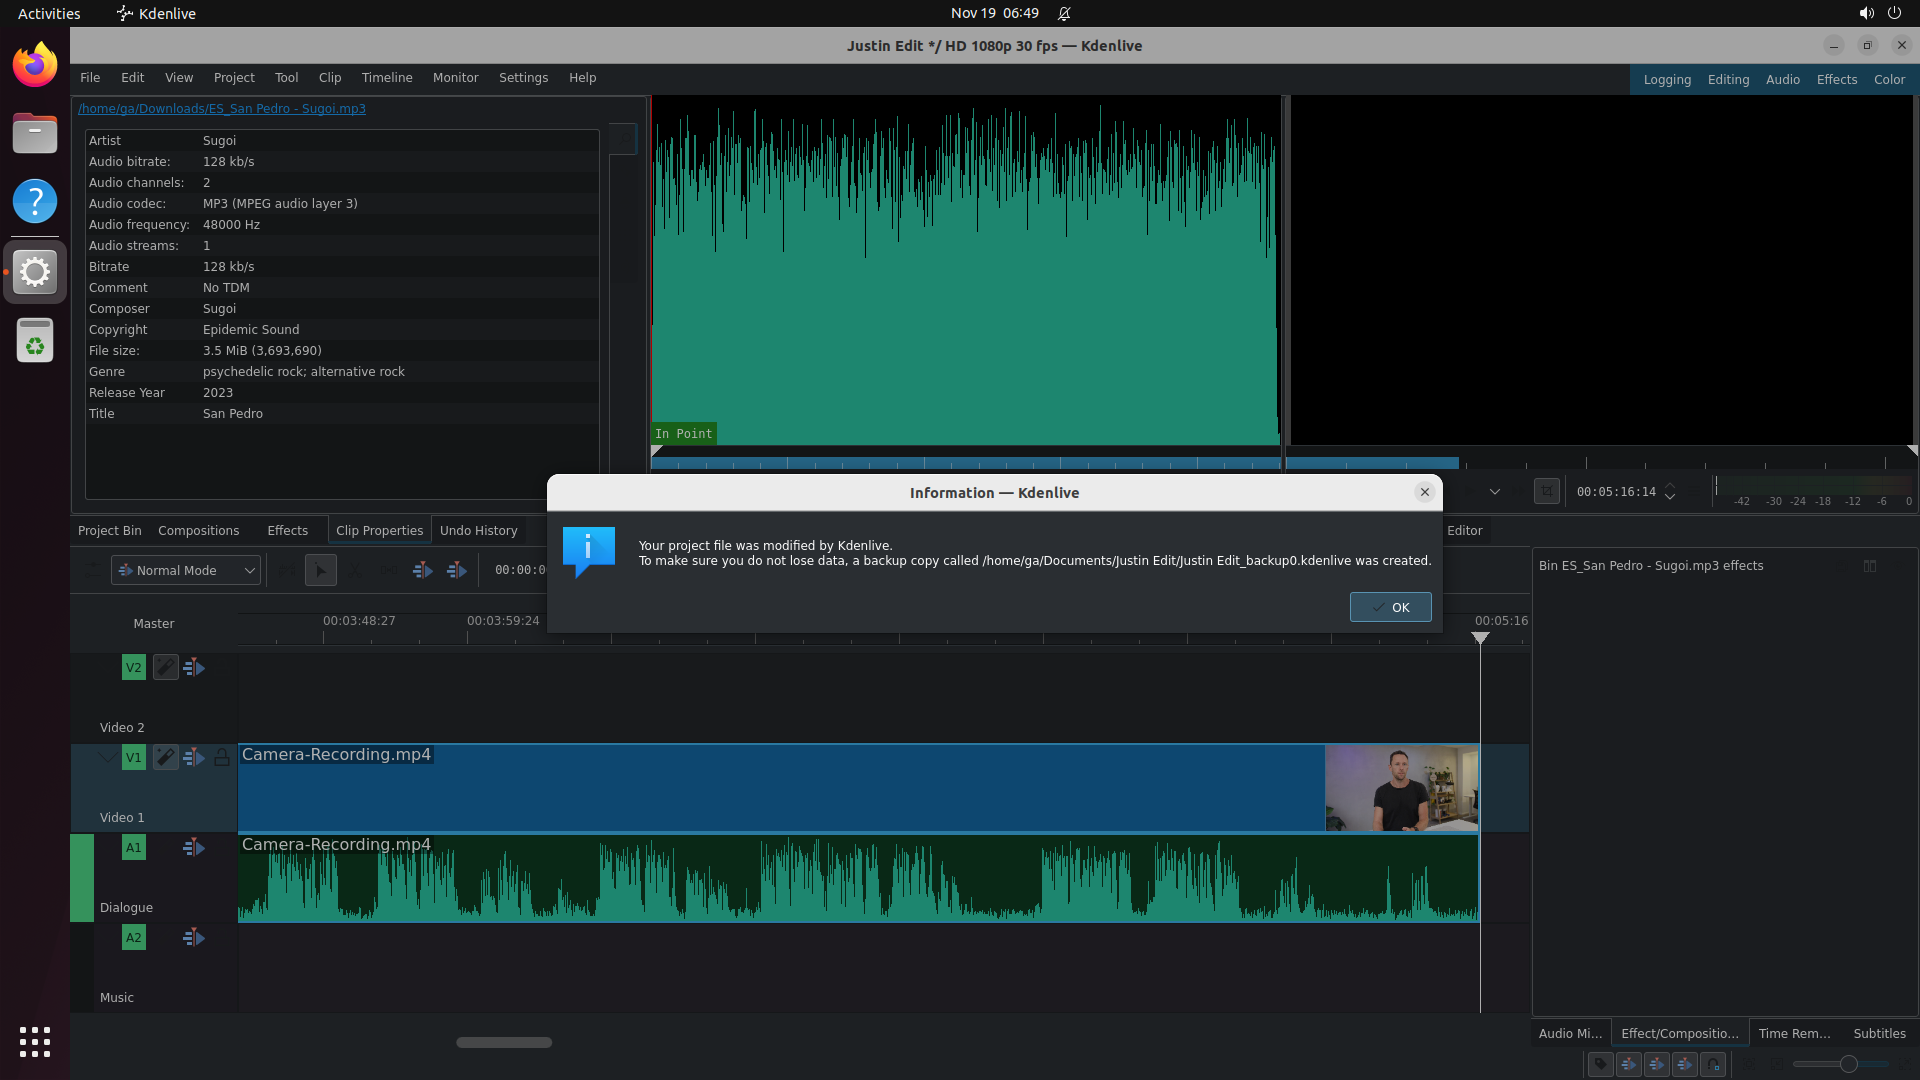 Activities
Kdenlive
Nov 19 06:49
Justin Edit */ HD 1080p 30 fps — Kdenlive
File Edit View Project Tool Clip Timeline Monitor Settings Help
Logging Editing Audio Effects Color
/home/ga/Downloads/ES_San Pedro - Sugoi.mp3
Artist Sugoi
Audio bitrate: 128 kb/s
Audio channels: 2
Audio codec: MP3 (MPEG audio layer 3)
Audio frequency: 48000 Hz
Audio streams: 1
Bitrate 128 kb/s
Comment No TDM
Composer Sugoi
Copyright Epidemic Sound
File size: 3.5 MiB (3,693,690)
Genre psychedelic rock; alternative rock
Release Year 2023
Title San Pedro
In Point
00:05:16:14
-42 -30 -24 -18 -12 -6 0
Information — Kdenlive
Your project file was modified by Kdenlive.
To make sure you do not lose data, a backup copy called /home/ga/Documents/Justin Edit/Justin Edit_backup0.kdenlive was created.
OK
Project Bin Compositions Effects Clip Properties Undo History
Editor
Normal Mode
00:00:0
Bin ES_San Pedro - Sugoi.mp3 effects
Master
00:03:48:27 00:03:59:24 00:05:16
V2
Video 2
V1
Camera-Recording.mp4
Video 1
A1
Camera-Recording.mp4
Dialogue
A2
Music
Audio Mi... Effect/Compositio... Time Rem... Subtitles